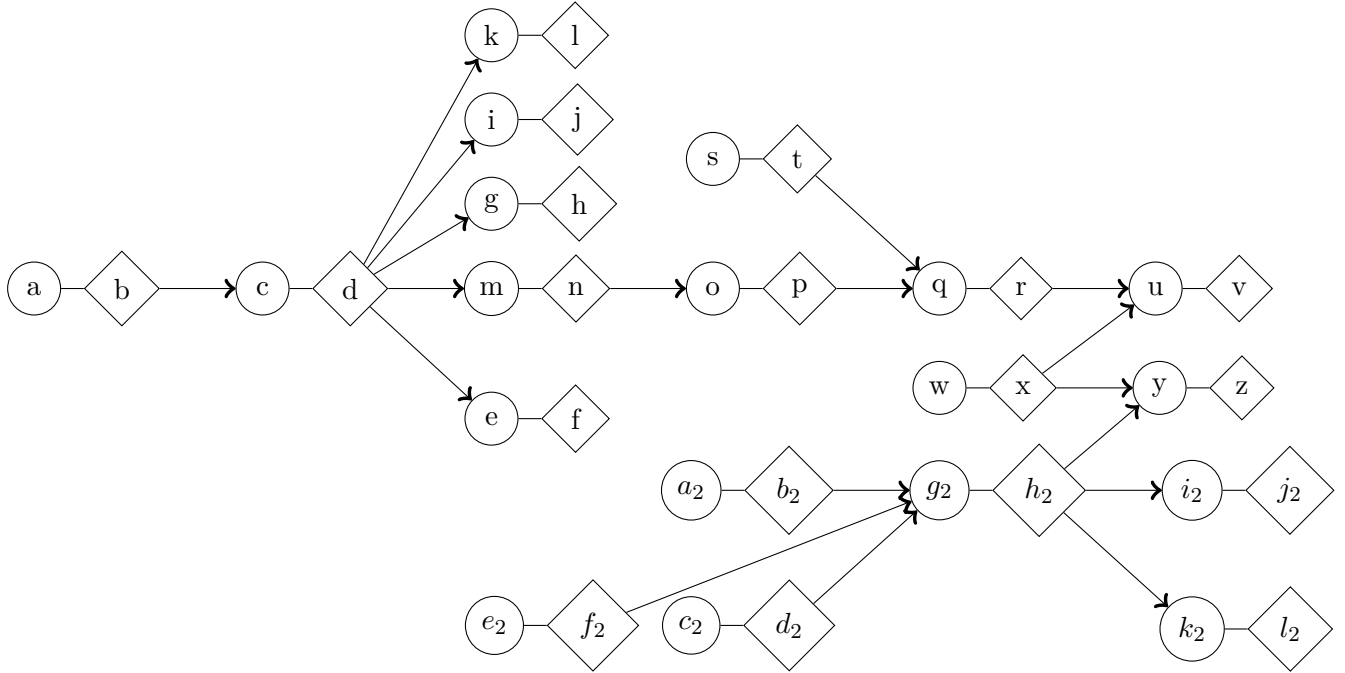 k l
i j
s t
g h
a b c d m n o p q r u v
w x y z
e f
a₂ b₂ g₂ h₂ i₂ j₂
e₂ f₂ c₂ d₂ k₂ l₂